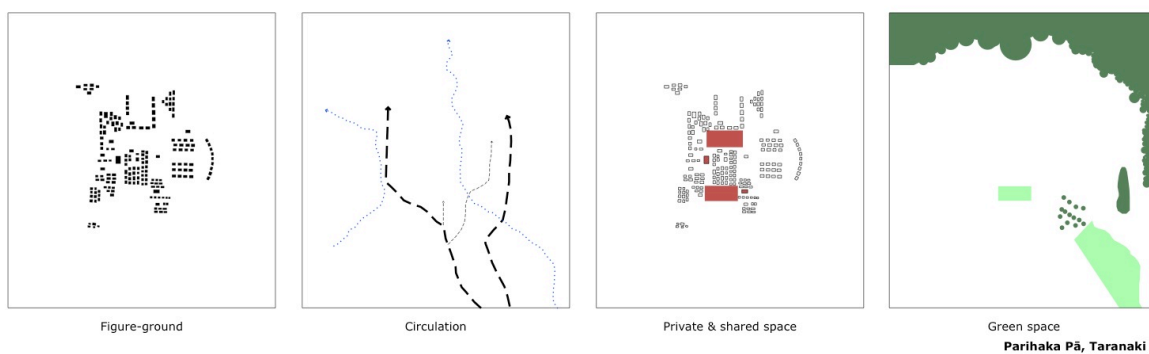 Figure-ground
Circulation
Private & shared space
Green space
Parihaka Pā, Taranaki